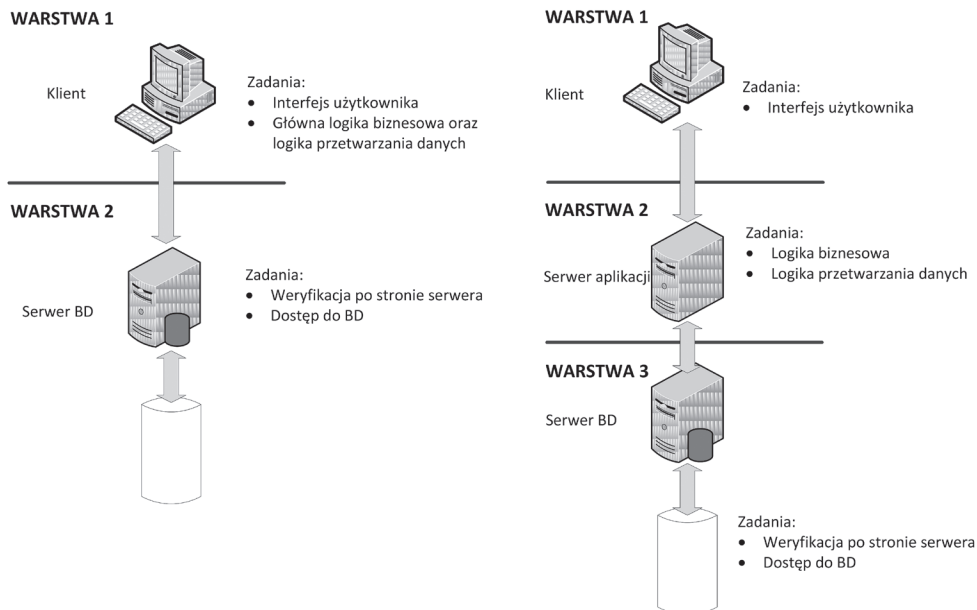 WARSTWA 1
Klient
Zadania:
• Interfejs użytkownika
• Główna logika biznesowa oraz
logika przetwarzania danych
WARSTWA 2
Serwer BD
Zadania:
• Weryfikacja po stronie serwera
• Dostęp do BD
WARSTWA 1
Klient
Zadania:
• Interfejs użytkownika
WARSTWA 2
Serwer aplikacji
Zadania:
• Logika biznesowa
• Logika przetwarzania danych
WARSTWA 3
Serwer BD
Zadania:
• Weryfikacja po stronie serwera
• Dostęp do BD